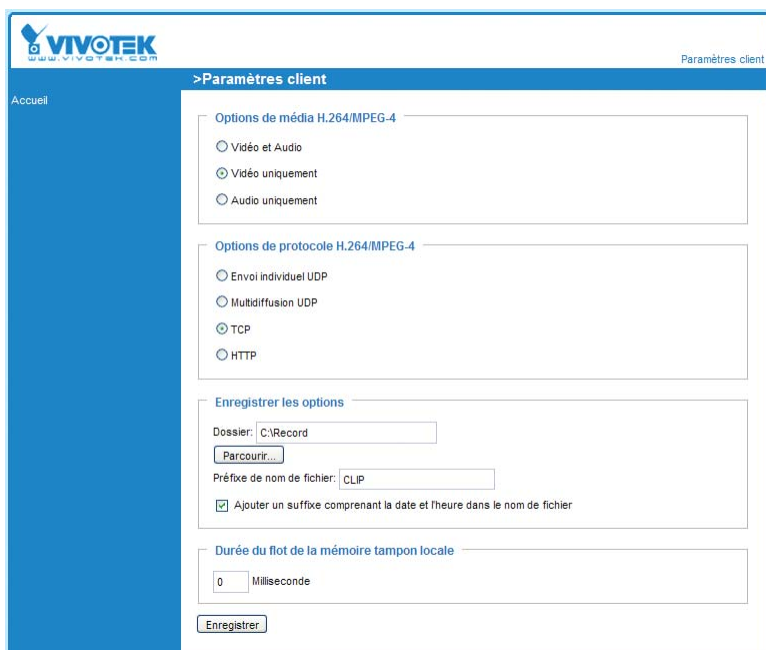 VIVOTEK
www.vivotek.com
Paramètres client
>Paramètres client
Accueil
Options de média H.264/MPEG-4
Vidéo et Audio
Vidéo uniquement
Audio uniquement
Options de protocole H.264/MPEG-4
Envoi individuel UDP
Multidiffusion UDP
TCP
HTTP
Enregistrer les options
Dossier: C:\Record
Parcourir...
Préfixe de nom de fichier: CLIP
Ajouter un suffixe comprenant la date et l'heure dans le nom de fichier
Durée du flot de la mémoire tampon locale
0 Milliseconde
Enregistrer